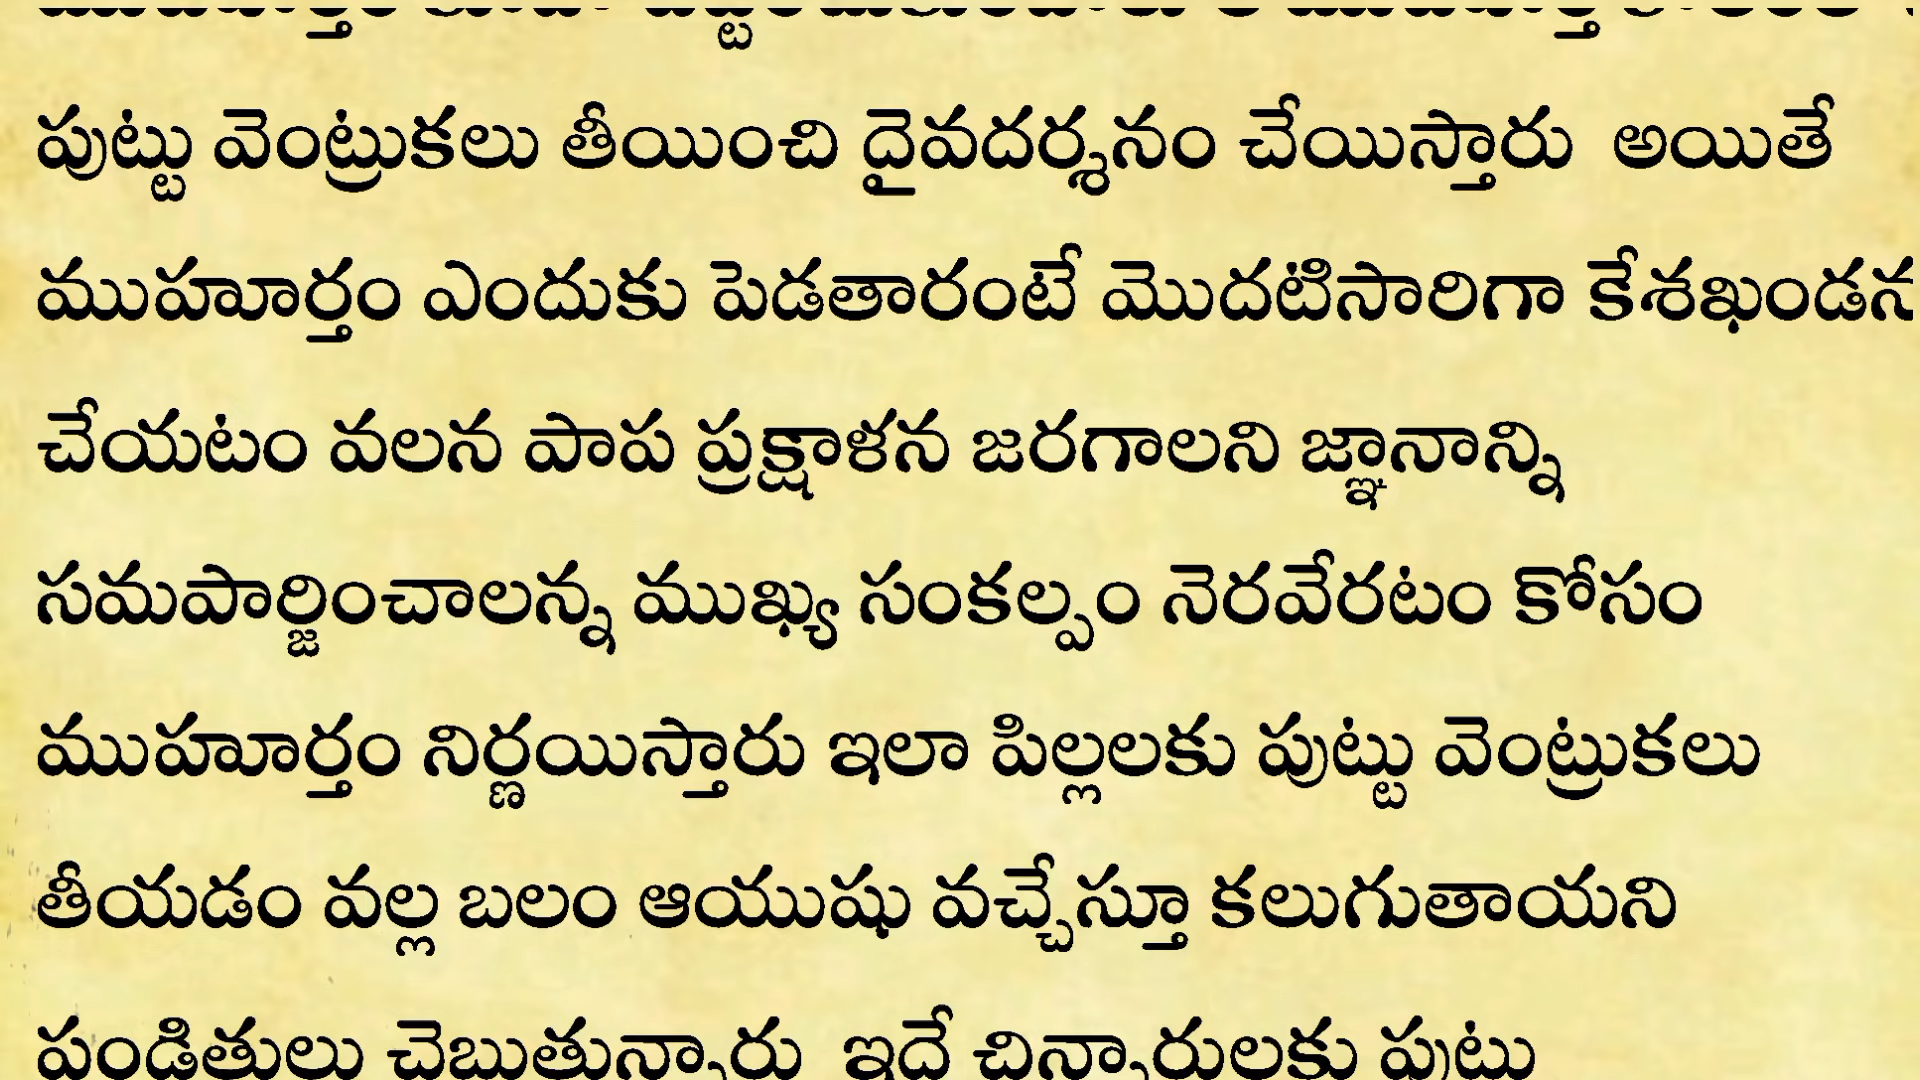 పుట్టు వెంట్రుకలు తీయించి దైవదర్శనం చేయిస్తారు  అయితే
ముహూర్తం ఎందుకు పెడతారంటే మొదటిసారిగా కేశఖండన
చేయటం వలన పాప ప్రక్షాళన జరగాలని జ్ఞానాన్ని
సమపార్జించాలన్న ముఖ్య సంకల్పం నెరవేరటం కోసం
ముహూర్తం నిర్ణయిస్తారు ఇలా పిల్లలకు పుట్టు వెంట్రుకలు
తీయడం వల్ల బలం ఆయుషు వచ్చేస్తూ కలుగుతాయని
పండితులు చెబుతున్నారు  ఇదే చిన్నారులకు పుట్టు